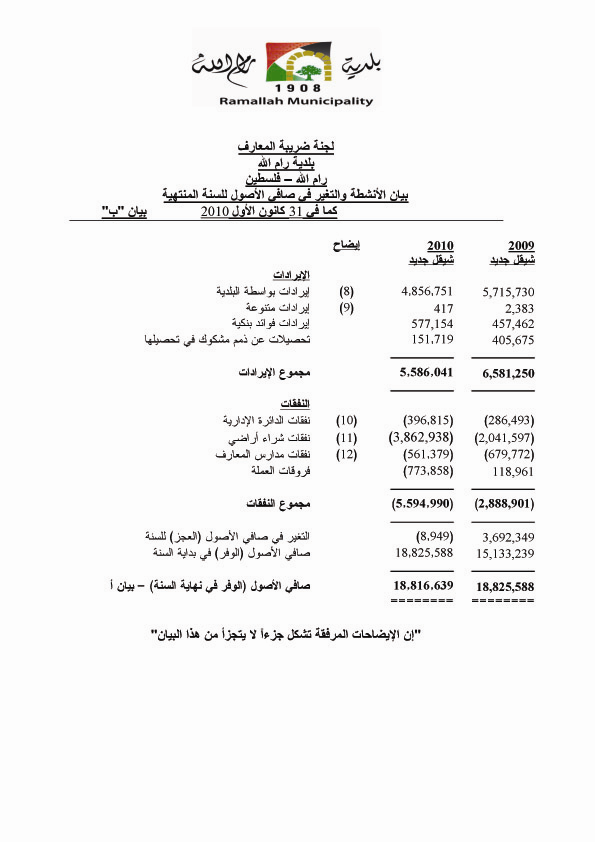 بلدية رام الله
1908
Ramallah Municipality
لجنة ضريبة المعارف
بلدية رام الله
رام الله – فلسطين
بيان الأنشطة والتغير في صافي الأصول للسنة المنتهية
كما في 31 كانون الأول 2010 بيان "ب"
إيضاح 2010 2009
شيقل جديد شيقل جديد
الإيرادات
إيرادات بواسطة البلدية (8) 4,856,751 5,715,730
إيرادات متنوعة (9) 417 2,383
إيرادات فوائد بنكية 577,154 457,462
تحصيلات عن ذمم مشكوك في تحصيلها 151,719 405,675
مجموع الإيرادات 5,586,041 6,581,250
النفقات
نفقات الدائرة الإدارية (10) (396,815) (286,493)
نفقات شراء أراضي (11) (3,862,938) (2,041,597)
نفقات مدارس المعارف (12) (561,379) (679,772)
فروقات العملة (773,858) 118,961
مجموع النفقات (5,594,990) (2,888,901)
التغير في صافي الأصول (العجز) للسنة (8,949) 3,692,349
صافي الأصول (الوفر) في بداية السنة 18,825,588 15,133,239
صافي الأصول (الوفر في نهاية السنة) – بيان أ 18,816,639 18,825,588
======== ========
"إن الإيضاحات المرفقة تشكل جزءاً لا يتجزأ من هذا البيان"